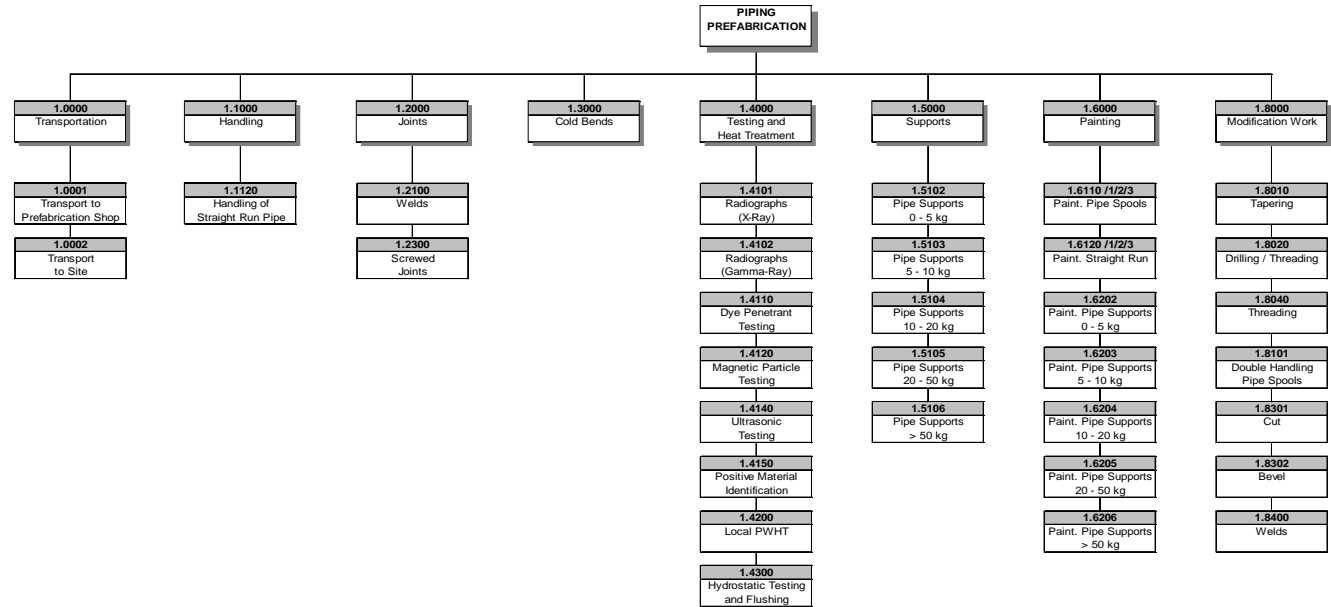 PIPING
PREFABRICATION
1.0000
Transportation
1.1000
Handling
1.2000
Joints
1.3000
Cold Bends
1.4000
Testing and
Heat Treatment
1.5000
Supports
1.6000
Painting
1.8000
Modification Work
1.0001
Transport to
Prefabrication Shop
1.0002
Transport
to Site
1.1120
Handling of
Straight Run Pipe
1.2100
Welds
1.2300
Screwed
Joints
1.4101
Radiographs
(X-Ray)
1.4102
Radiographs
(Gamma-Ray)
1.4110
Dye Penetrant
Testing
1.4120
Magnetic Particle
Testing
1.4140
Ultrasonic
Testing
1.4150
Positive Material
Identification
1.4200
Local PWHT
1.4300
Hydrostatic Testing
and Flushing
1.5102
Pipe Supports
0 - 5 kg
1.5103
Pipe Supports
5 - 10 kg
1.5104
Pipe Supports
10 - 20 kg
1.5105
Pipe Supports
20 - 50 kg
1.5106
Pipe Supports
> 50 kg
1.6110 /1/2/3
Paint. Pipe Spools
1.6120 /1/2/3
Paint. Straight Run
1.6202
Paint. Pipe Supports
0 - 5 kg
1.6203
Paint. Pipe Supports
5 - 10 kg
1.6204
Paint. Pipe Supports
10 - 20 kg
1.6205
Paint. Pipe Supports
20 - 50 kg
1.6206
Paint. Pipe Supports
> 50 kg
1.8010
Tapering
1.8020
Drilling / Threading
1.8040
Threading
1.8101
Double Handling
Pipe Spools
1.8301
Cut
1.8302
Bevel
1.8400
Welds